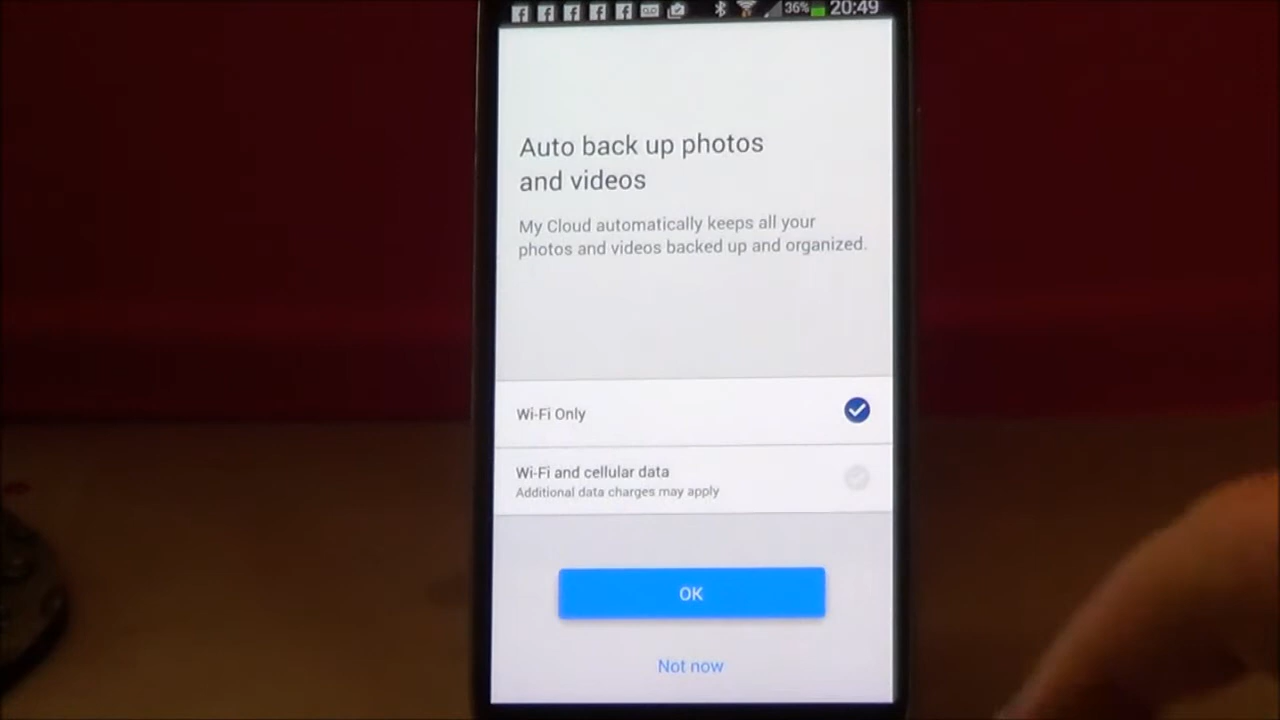 36% 20:49
Auto back up photos
and videos
My Cloud automatically keeps all your
photos and videos backed up and organized.
Wi-Fi Only
Wi-Fi and cellular data
Additional data charges may apply
OK
Not now